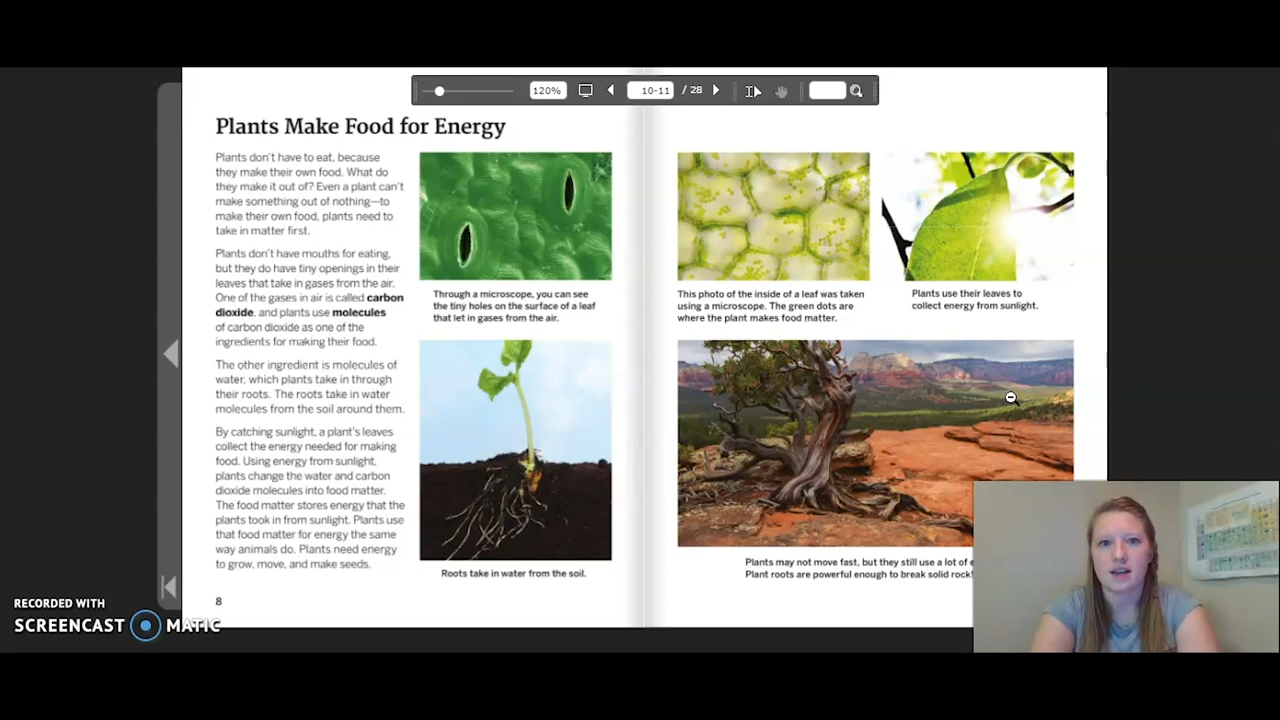 120%
10-11 / 28
Plants Make Food for Energy
Plants don't have to eat, because
they make their own food. What do
they make it out of? Even a plant can't
make something out of nothing—to
make their own food, plants need to
take in matter first.
Plants don't have mouths for eating,
but they do have tiny openings in their
leaves that take in gases from the air.
One of the gases in air is called carbon
dioxide, and plants use molecules
of carbon dioxide as one of the
ingredients for making their food.
The other ingredient is molecules of
water, which plants take in through
their roots. The roots take in water
molecules from the soil around them.
By catching sunlight, a plant's leaves
collect the energy needed for making
food. Using energy from sunlight,
plants change the water and carbon
dioxide molecules into food matter.
The food matter stores energy that the
plants took in from sunlight. Plants use
that food matter for energy the same
way animals do. Plants need energy
to grow, move, and make seeds.
8
Through a microscope, you can see
the tiny holes on the surface of a leaf
that let in gases from the air.
Roots take in water from the soil.
This photo of the inside of a leaf was taken
using a microscope. The green dots are
where the plant makes food matter.
Plants use their leaves to
collect energy from sunlight.
Plants may not move fast, but they still use a lot of e
Plant roots are powerful enough to break solid rock!
RECORDED WITH
SCREENCAST MATIC